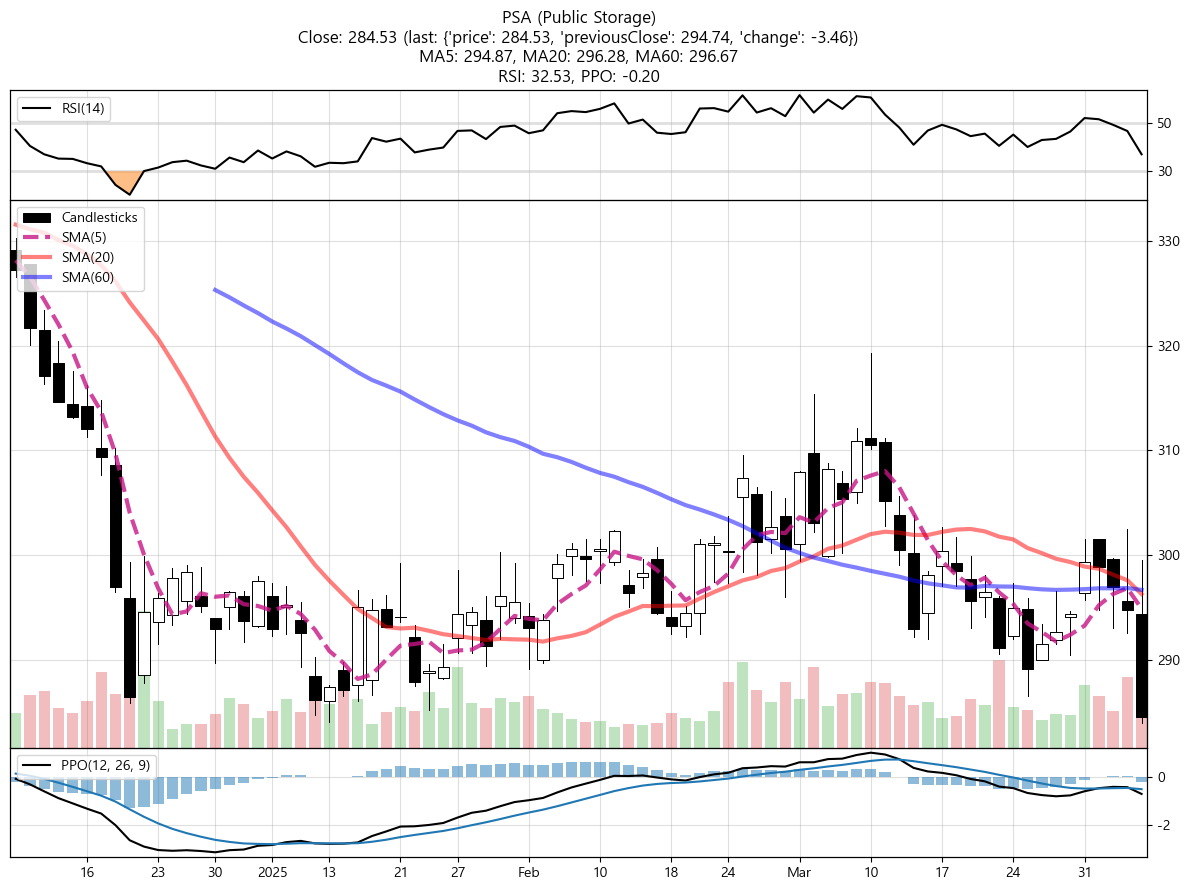 PSA (Public Storage)
Close: 284.53 (last: {'price': 284.53, 'previousClose': 294.74, 'change': -3.46})
MA5: 294.87, MA20: 296.28, MA60: 296.67
RSI: 32.53, PPO: -0.20
RSI(14)
50
30
Candlesticks
SMA(5)
SMA(20)
SMA(60)
330
320
310
300
290
PPO(12, 26, 9)
0
-2
16 23 30 2025 13 21 27 Feb 10 18 24 Mar 10 17 24 31